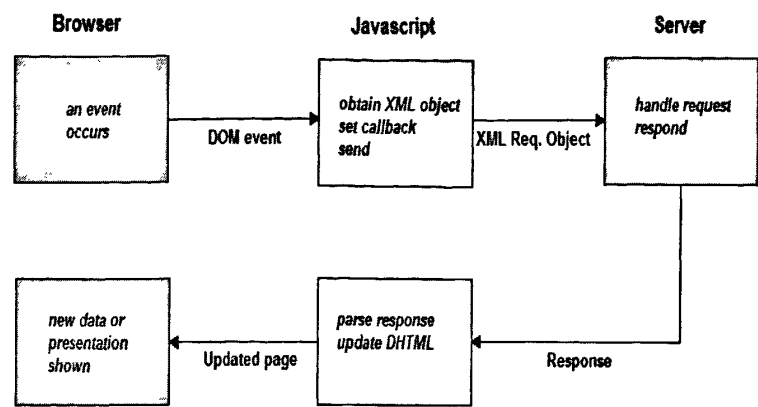 Browser
Javascript
Server
an event
occurs
DOM event
obtain XML object
set callback
send
XML Req. Object
handle request
respond
new data or
presentation
shown
Updated page
parse response
update DHTML
Response